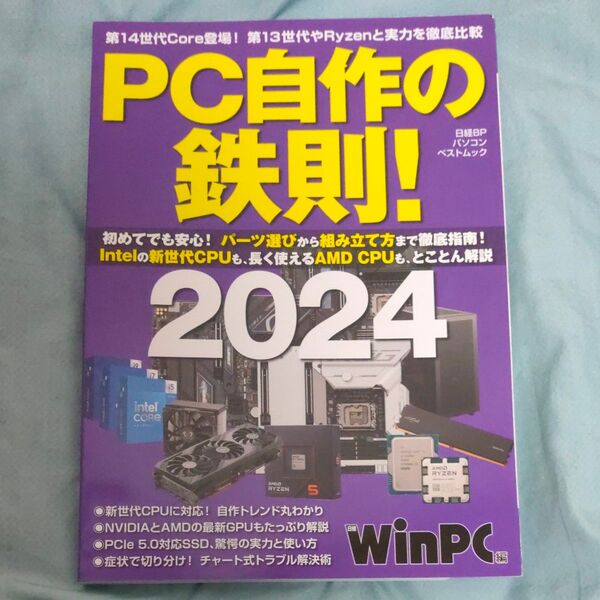 第14世代Core登場！ 第13世代やRyzenと実力を徹底比較
PC自作の
鉄則！
日経BP
パソコン
ベストムック
初めてでも安心！ パーツ選びから組み立て方まで徹底指南！
Intelの新世代CPUも、長く使えるAMD CPUも、とことん解説
2024
i9
i7
i5
intel
CORE
AMD
RYZEN
5
AMD
RYZEN
●新世代CPUに対応！ 自作トレンド丸わかり
●NVIDIAとAMDの最新GPUもたっぷり解説
●PCIe 5.0対応SSD、驚愕の実力と使い方
●症状で切り分け！ チャート式トラブル解決術
日経WinPC編